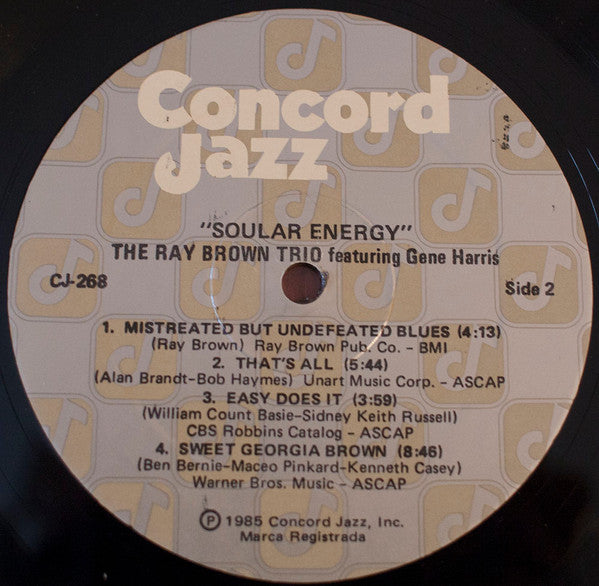 Concord
Jazz
"SOULAR ENERGY"
THE RAY BROWN TRIO featuring Gene Harris
CJ-268
Side 2
1. MISTREATED BUT UNDEFEATED BLUES (4:13)
(Ray Brown) Ray Brown Pub. Co. – BMI
2. THAT'S ALL (5:44)
(Alan Brandt-Bob Haymes) Unart Music Corp. – ASCAP
3. EASY DOES IT (3:59)
(William Count Basie-Sidney Keith Russell)
CBS Robbins Catalog – ASCAP
4. SWEET GEORGIA BROWN (8:46)
(Ben Bernie-Maceo Pinkard-Kenneth Casey)
Warner Bros. Music – ASCAP
Ⓟ 1985 Concord Jazz, Inc.
Marca Registrada